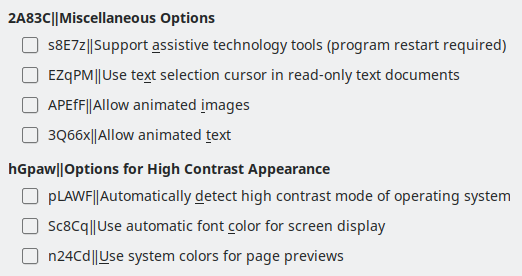 2A83C||Miscellaneous Options
s8E7z||Support assistive technology tools (program restart required)
EZqPM||Use text selection cursor in read-only text documents
APEfF||Allow animated images
3Q66x||Allow animated text
hGpaw||Options for High Contrast Appearance
pLAWF||Automatically detect high contrast mode of operating system
Sc8Cq||Use automatic font color for screen display
n24Cd||Use system colors for page previews